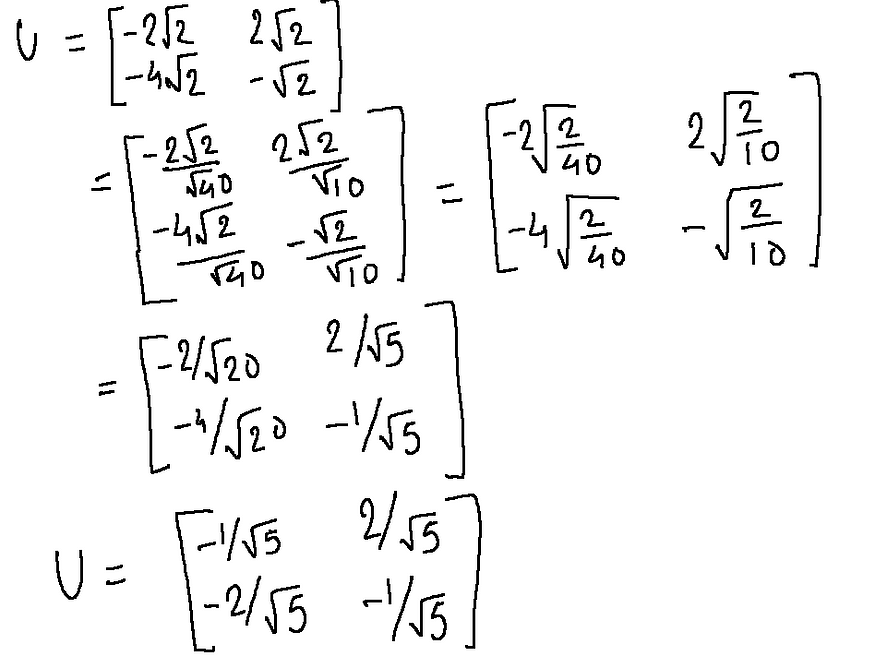 U = [ -2√2 2√2 ; -4√2 -√2 ]
= [ -2√2/√40 2√2/√10 ; -4√2/√40 -√2/√10 ] = [ -2√(2/40) 2√(2/10) ; -4√(2/40) -√(2/10) ]
= [ -2/√20 2/√5 ; -4/√20 -1/√5 ]
U = [ -1/√5 2/√5 ; -2/√5 -1/√5 ]